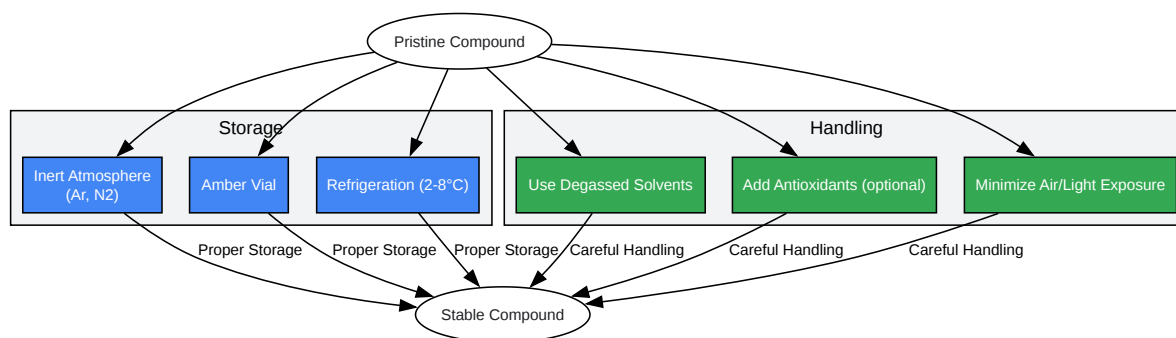 Pristine Compound
Storage
Handling
Inert Atmosphere
(Ar, N2)
Amber Vial
Refrigeration (2-8°C)
Use Degassed Solvents
Add Antioxidants (optional)
Minimize Air/Light Exposure
Proper Storage
Proper Storage
Proper Storage
Careful Handling
Careful Handling
Careful Handling
Stable Compound